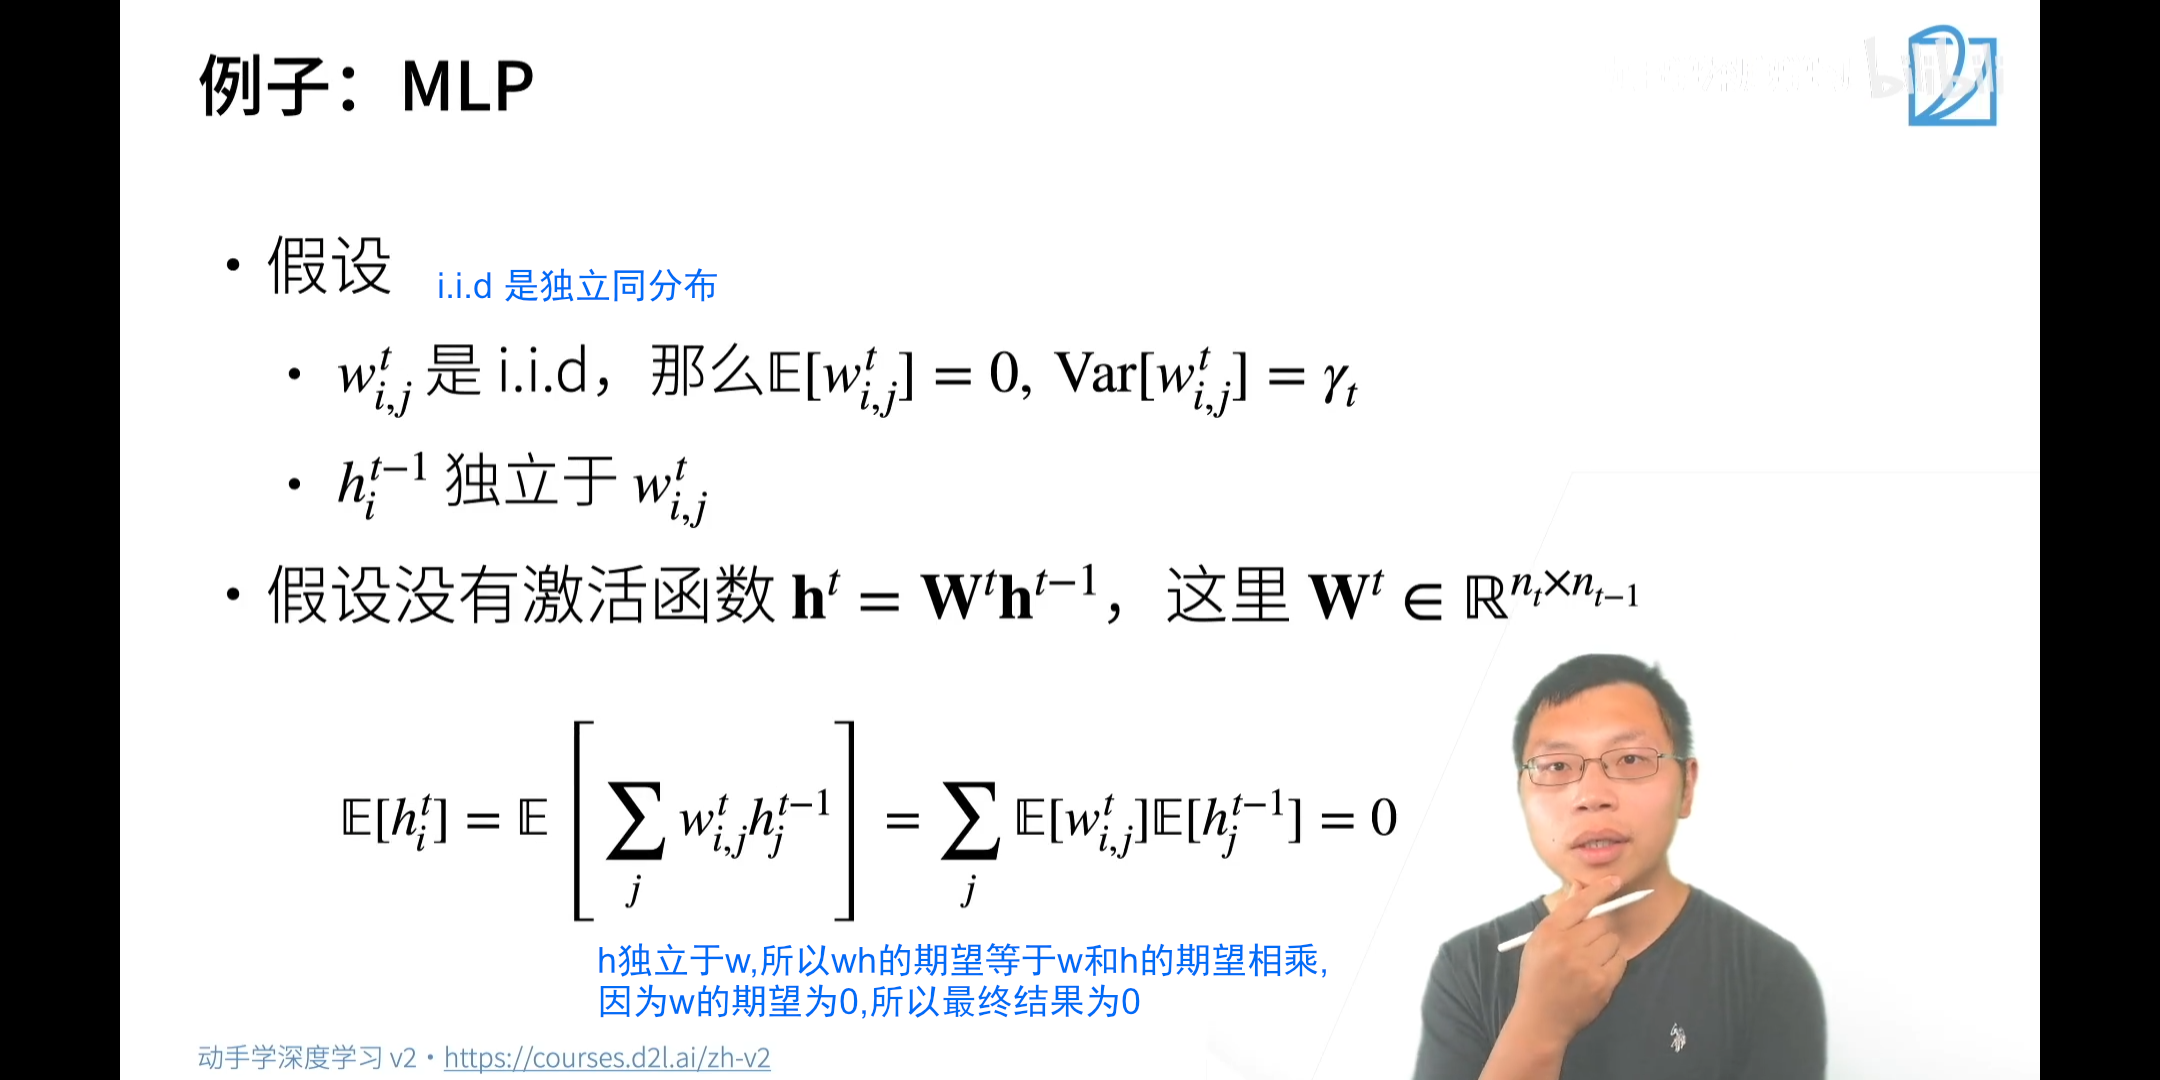 例子：MLP
bilibili
• 假设
i.i.d 是独立同分布
• $w_{i,j}^t$ 是 i.i.d，那么$\mathbb{E}[w_{i,j}^t] = 0$, $\text{Var}[w_{i,j}^t] = \gamma_t$
• $h_i^{t-1}$ 独立于 $w_{i,j}^t$
• 假设没有激活函数 $\mathbf{h}^t = \mathbf{W}^t\mathbf{h}^{t-1}$，这里 $\mathbf{W}^t \in \mathbb{R}^{n_t \times n_{t-1}}$
$\mathbb{E}[h_i^t] = \mathbb{E}\left[\sum_j w_{i,j}^t h_j^{t-1}\right] = \sum_j \mathbb{E}[w_{i,j}^t]\mathbb{E}[h_j^{t-1}] = 0$
h独立于w,所以wh的期望等于w和h的期望相乘,
因为w的期望为0,所以最终结果为0
动手学深度学习 v2 • https://courses.d2l.ai/zh-v2